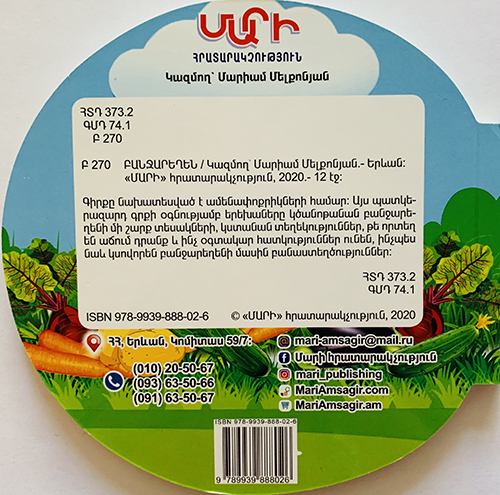 ՄԱՐԻ
ՀՐԱՏԱՐԱԿՉՈՒԹՅՈՒՆ
Կազմող՝ Մարիամ Մելքոնյան
ՀՏԴ 373.2
ԳՄԴ 74.1
Բ 270
Բ 270 ԲԱՆՋԱՐԵՂԵՆ / Կազմող՝ Մարիամ Մելքոնյան.- Երևան:
«ՄԱՐԻ» հրատարակչություն, 2020.- 12 էջ:
Գիրքը նախատեսված է ամենափոքրիկների համար: Այս պատկե-
րազարդ գրքի օգնությամբ երեխաները կծանոթանան բանջարե-
ղենի մի շարք տեսակների, կստանան տեղեկություններ, թե որտեղ
են աճում դրանք և ինչ օգտակար հատկություններ ունեն, ինչպես
նաև կսովորեն բանջարեղենի մասին բանաստեղծություններ:
ՀՏԴ 373.2
ԳՄԴ 74.1
ISBN 978-9939-888-02-6
© «ՄԱՐԻ» հրատարակչություն, 2020
ՀՀ, Երևան, Կոմիտաս 59/7:
(010) 20-50-67
(093) 63-50-66
(091) 63-50-67
mari-amsagir@mail.ru
Մարի հրատարակչություն
mari_publishing
MariAmsagir.com
MariAmsagir.am
ISBN 978-9939-888-02-6
9 789939 888026